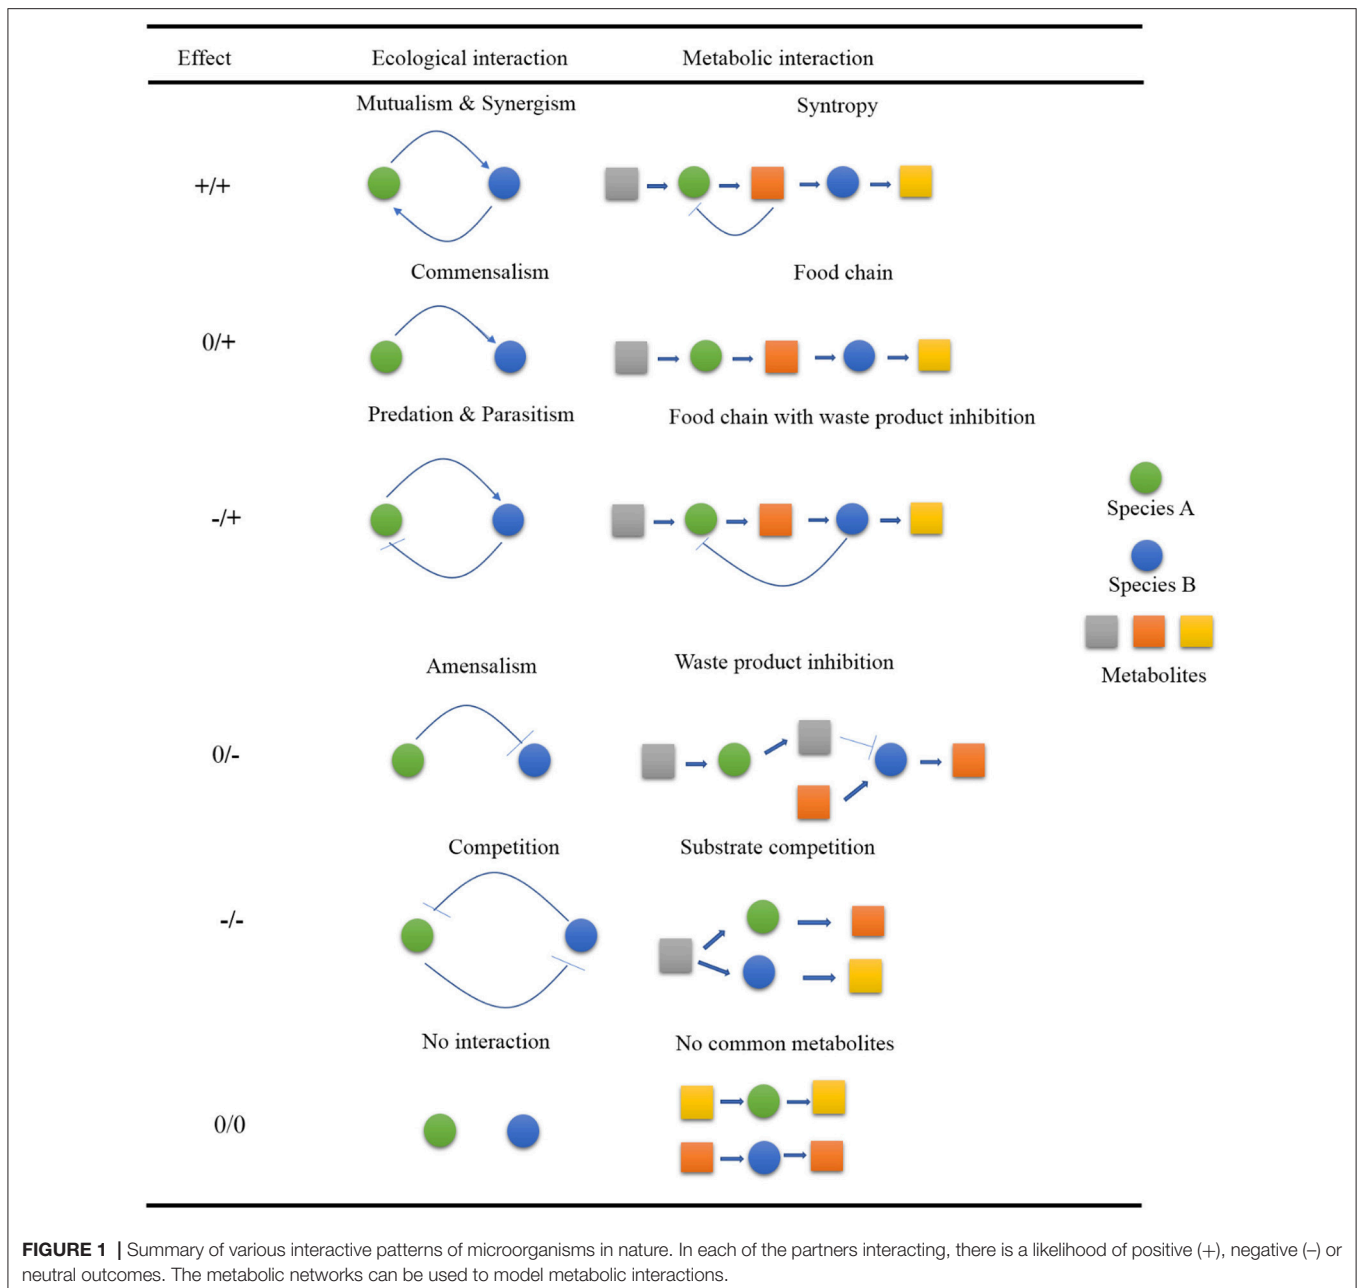 Effect Ecological interaction Metabolic interaction
Mutualism & Synergism Syntropy
+/+
Commensalism Food chain
0/+
Predation & Parasitism Food chain with waste product inhibition
-/+
Species A
Species B
Metabolites
Amensalism Waste product inhibition
0/-
Competition Substrate competition
-/-
No interaction No common metabolites
0/0
FIGURE 1 | Summary of various interactive patterns of microorganisms in nature. In each of the partners interacting, there is a likelihood of positive (+), negative (–) or
neutral outcomes. The metabolic networks can be used to model metabolic interactions.